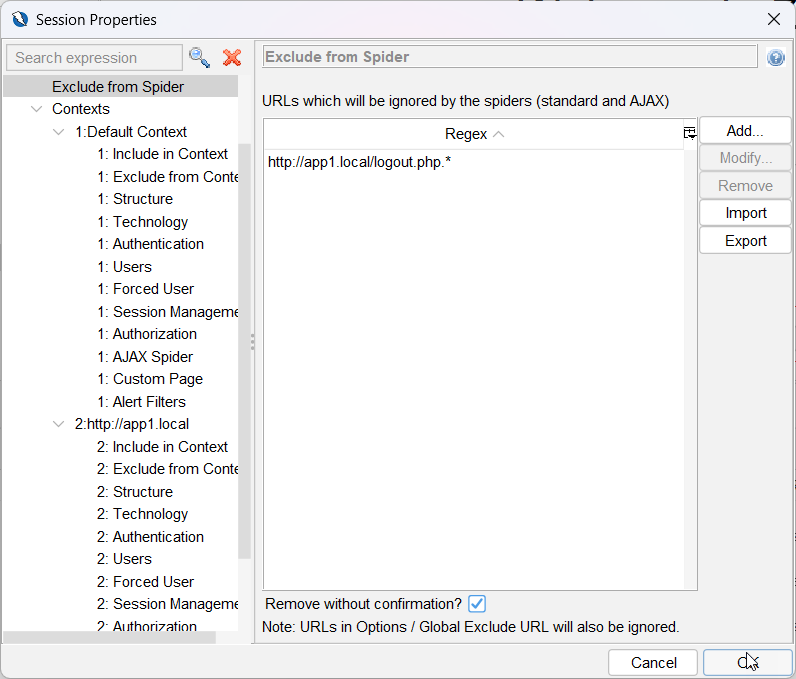 Session Properties
Search expression
Exclude from Spider
Contexts
1:Default Context
1: Include in Context
1: Exclude from Conte
1: Structure
1: Technology
1: Authentication
1: Users
1: Forced User
1: Session Manageme
1: Authorization
1: AJAX Spider
1: Custom Page
1: Alert Filters
2:http://app1.local
2: Include in Context
2: Exclude from Conte
2: Structure
2: Technology
2: Authentication
2: Users
2: Forced User
2: Session Manageme
2: Authorization
Exclude from Spider
URLs which will be ignored by the spiders (standard and AJAX)
Regex
http://app1.local/logout.php.*
Add...
Modify...
Remove
Import
Export
Remove without confirmation?
Note: URLs in Options / Global Exclude URL will also be ignored.
Cancel